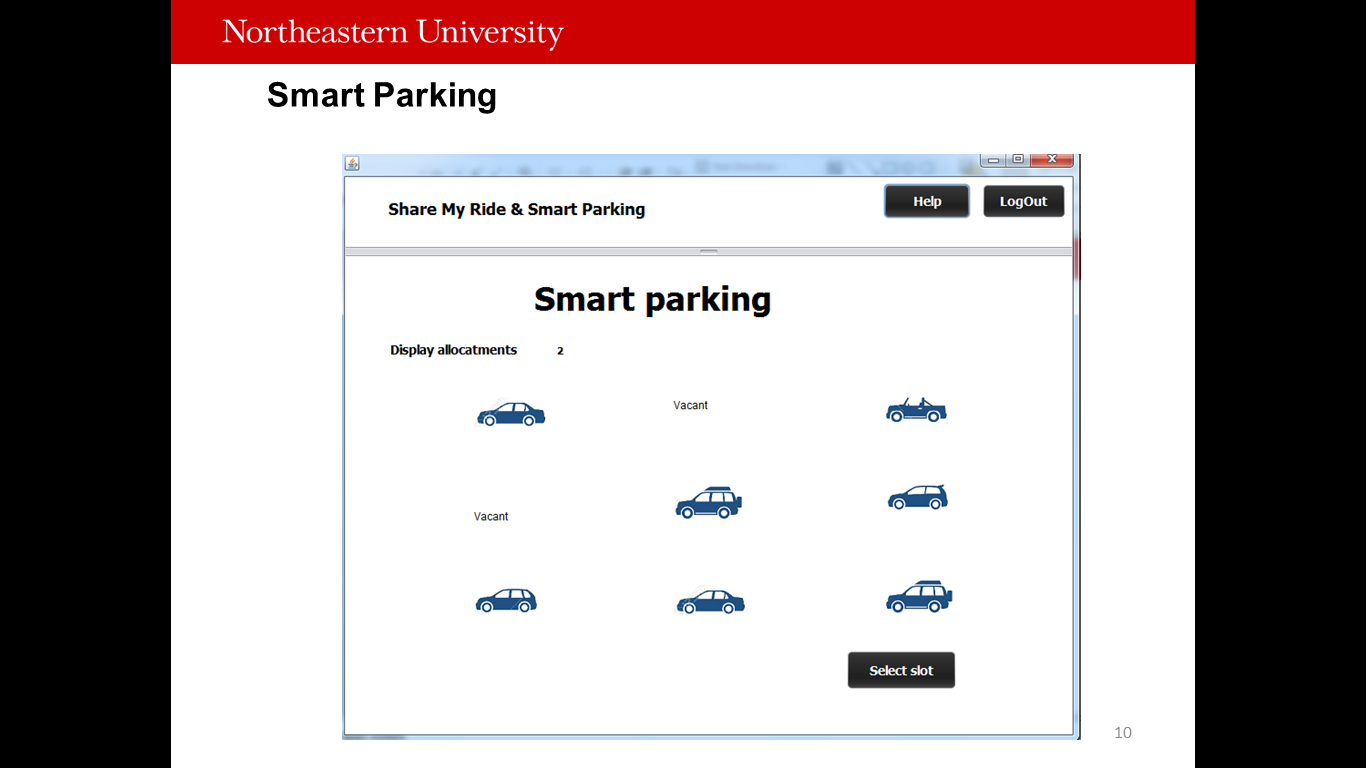 Northeastern University
Smart Parking
Share My Ride & Smart Parking
Help
LogOut
Smart parking
Display allocatments 2
Vacant
Vacant
Select slot
10